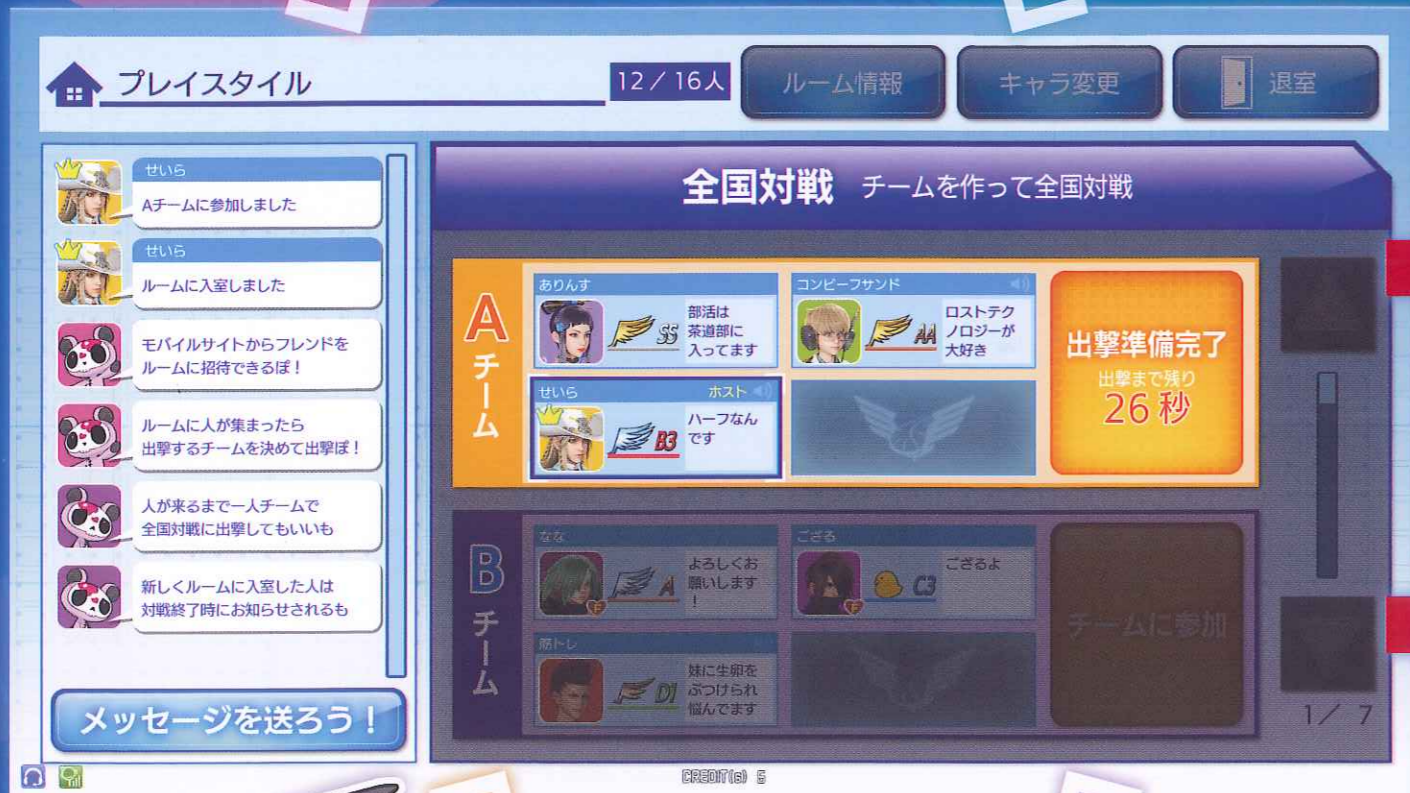 プレイスタイル
12/16人
ルーム情報
キャラ変更
退室
せいら
Aチームに参加しました
せいら
ルームに入室しました
モバイルサイトからフレンドを
ルームに招待できるぽ!
ルームに人が集まったら
出撃するチームを決めて出撃ぽ!
人が来るまで一人チームで
全国対戦に出撃してもいいも
新しくルームに入室した人は
対戦終了時にお知らせされるも
メッセージを送ろう!
全国対戦 チームを作って全国対戦
Aチーム
ありんす
SS
部活は
茶道部に
入ってます
コンビーフサンド
AA
ロストテク
ノロジーが
大好き
せいら
ホスト
B3
ハーフなん
です
出撃準備完了
出撃まで残り
26秒
Bチーム
なな
F
A
よろしくお
願いします
!
ござる
F
C3
ござるよ
筋トレ
D1
妹に生卵を
ぶつけられ
悩んでます
チームに参加
1/7
CREDIT(s) 5